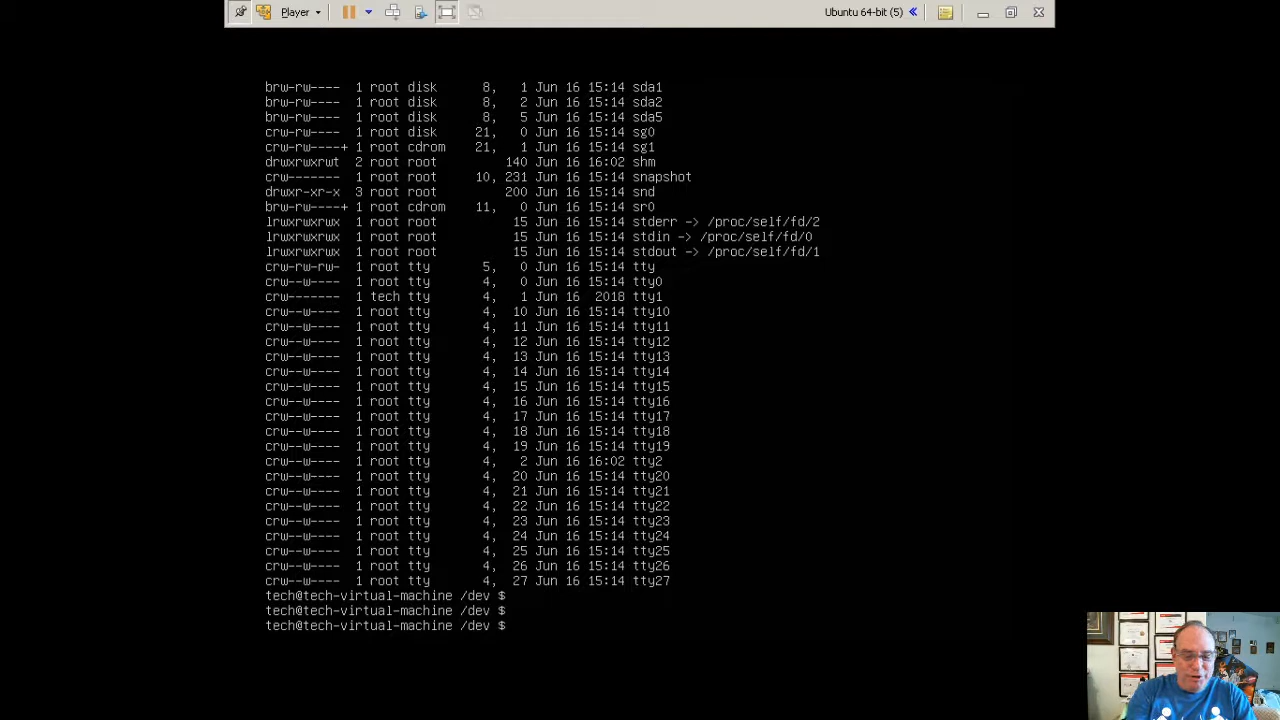 Player Ubuntu 64-bit (5)
brw-rw---- 1 root disk 8, 1 Jun 16 15:14 sda1
brw-rw---- 1 root disk 8, 2 Jun 16 15:14 sda2
brw-rw---- 1 root disk 8, 5 Jun 16 15:14 sda5
crw-rw---- 1 root disk 21, 0 Jun 16 15:14 sg0
crw-rw----+ 1 root cdrom 21, 1 Jun 16 15:14 sg1
drwxrwxrwt 2 root root 140 Jun 16 16:02 shm
crw------- 1 root root 10, 231 Jun 16 15:14 snapshot
drwxr-xr-x 3 root root 200 Jun 16 15:14 snd
brw-rw----+ 1 root cdrom 11, 0 Jun 16 15:14 sr0
lrwxrwxrwx 1 root root 15 Jun 16 15:14 stderr -> /proc/self/fd/2
lrwxrwxrwx 1 root root 15 Jun 16 15:14 stdin -> /proc/self/fd/0
lrwxrwxrwx 1 root root 15 Jun 16 15:14 stdout -> /proc/self/fd/1
crw-rw-rw- 1 root tty 5, 0 Jun 16 15:14 tty
crw--w---- 1 root tty 4, 0 Jun 16 15:14 tty0
crw------- 1 tech tty 4, 1 Jun 16 2018 tty1
crw--w---- 1 root tty 4, 10 Jun 16 15:14 tty10
crw--w---- 1 root tty 4, 11 Jun 16 15:14 tty11
crw--w---- 1 root tty 4, 12 Jun 16 15:14 tty12
crw--w---- 1 root tty 4, 13 Jun 16 15:14 tty13
crw--w---- 1 root tty 4, 14 Jun 16 15:14 tty14
crw--w---- 1 root tty 4, 15 Jun 16 15:14 tty15
crw--w---- 1 root tty 4, 16 Jun 16 15:14 tty16
crw--w---- 1 root tty 4, 17 Jun 16 15:14 tty17
crw--w---- 1 root tty 4, 18 Jun 16 15:14 tty18
crw--w---- 1 root tty 4, 19 Jun 16 15:14 tty19
crw--w---- 1 root tty 4, 2 Jun 16 16:02 tty2
crw--w---- 1 root tty 4, 20 Jun 16 15:14 tty20
crw--w---- 1 root tty 4, 21 Jun 16 15:14 tty21
crw--w---- 1 root tty 4, 22 Jun 16 15:14 tty22
crw--w---- 1 root tty 4, 23 Jun 16 15:14 tty23
crw--w---- 1 root tty 4, 24 Jun 16 15:14 tty24
crw--w---- 1 root tty 4, 25 Jun 16 15:14 tty25
crw--w---- 1 root tty 4, 26 Jun 16 15:14 tty26
crw--w---- 1 root tty 4, 27 Jun 16 15:14 tty27
tech@tech-virtual-machine /dev $
tech@tech-virtual-machine /dev $
tech@tech-virtual-machine /dev $